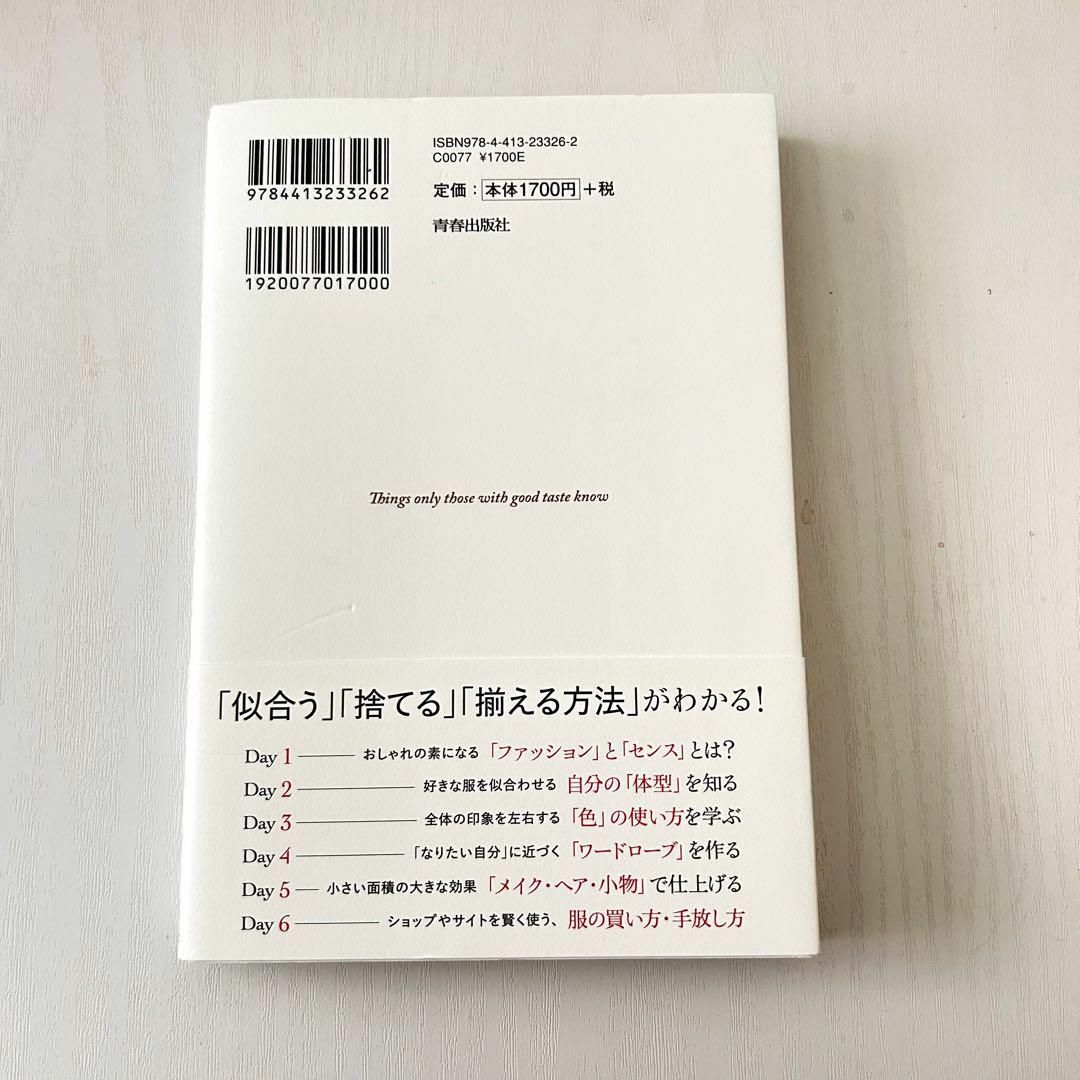 9784413233262
1920077017000
ISBN978-4-413-23326-2
C0077 ¥1700E
定価：本体1700円+税
青春出版社
Things only those with good taste know
「似合う」「捨てる」「揃える方法」がわかる！
Day 1 おしゃれの素になる「ファッション」と「センス」とは？
Day 2 好きな服を似合わせる 自分の「体型」を知る
Day 3 全体の印象を左右する「色」の使い方を学ぶ
Day 4 「なりたい自分」に近づく「ワードローブ」を作る
Day 5 小さい面積の大きな効果「メイク・ヘア・小物」で仕上げる
Day 6 ショップやサイトを賢く使う、服の買い方・手放し方